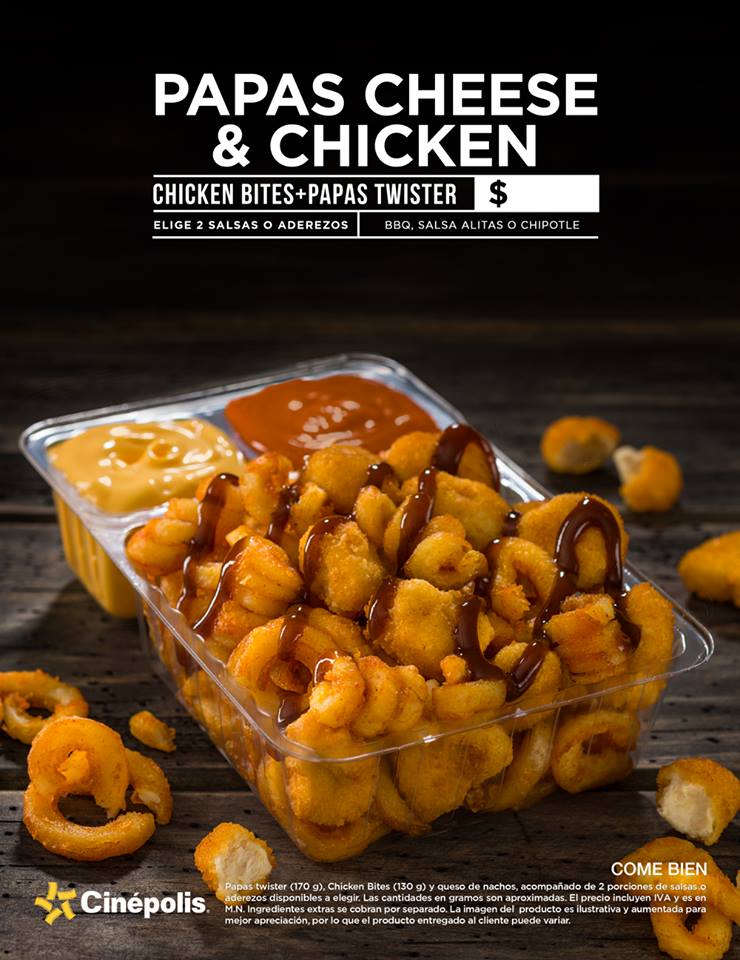 PAPAS CHEESE
& CHICKEN
CHICKEN BITES+PAPAS TWISTER $
ELIGE 2 SALSAS O ADEREZOS BBQ, SALSA ALITAS O CHIPOTLE
COME BIEN
Cinépolis
Papas twister (170 g), Chicken Bites (130 g) y queso de nachos, acompañado de 2 porciones de salsas o
aderezos disponibles a elegir. Las cantidades en gramos son aproximadas. El precio incluyen IVA y es en
M.N. Ingredientes extras se cobran por separado. La imagen del producto es ilustrativa y aumentada para
mejor apreciación, por lo que el producto entregado al cliente puede variar.